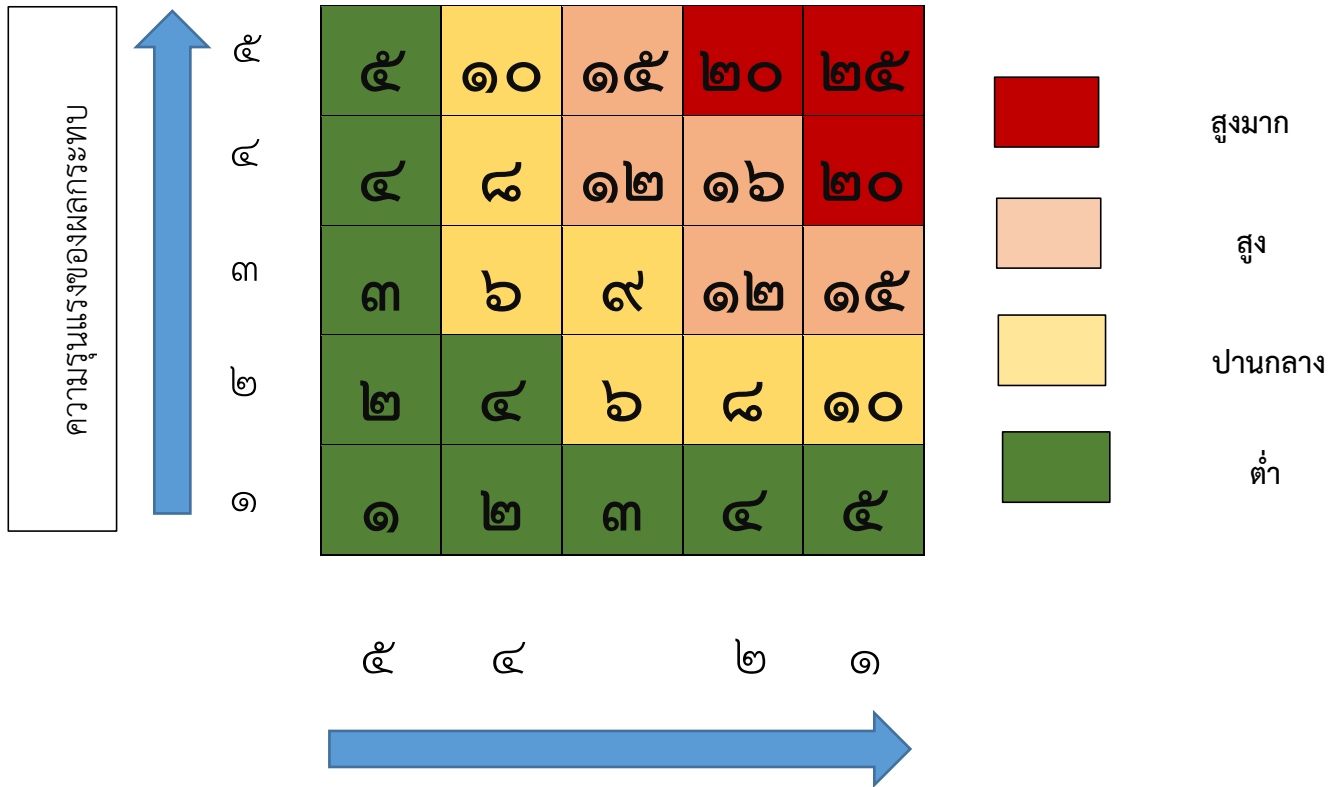 ความรุนแรงของผลกระทบ
๕
๔
๓
๒
๑
๕ ๑๐ ๑๕ ๒๐ ๒๕
๔ ๘ ๑๒ ๑๖ ๒๐
๓ ๖ ๙ ๑๒ ๑๕
๒ ๔ ๖ ๘ ๑๐
๑ ๒ ๓ ๔ ๕
๕ ๔ ๒ ๑
สูงมาก
สูง
ปานกลาง
ต่ำ